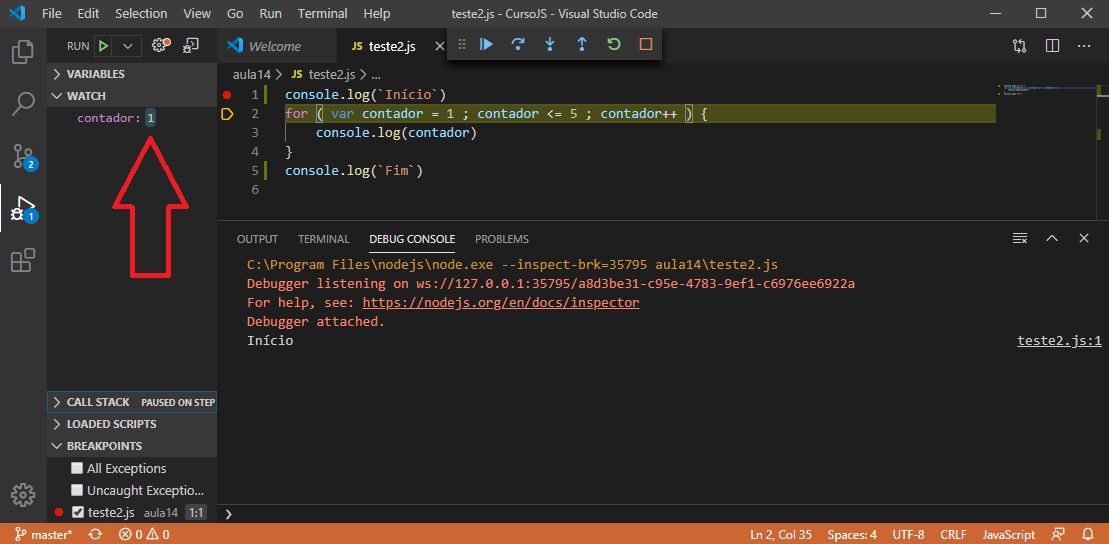 File Edit Selection View Go Run Terminal Help teste2.js - CursoJS - Visual Studio Code
RUN
Welcome
JS teste2.js
VARIABLES
WATCH
contador: 1
aula14 > JS teste2.js > ...
1 console.log(`Início`)
2 for ( var contador = 1 ; contador <= 5 ; contador++ ) {
3 console.log(contador)
4 }
5 console.log(`Fim`)
6
2
1
OUTPUT TERMINAL DEBUG CONSOLE PROBLEMS
C:\Program Files\nodejs\node.exe --inspect-brk=35795 aula14\teste2.js
Debugger listening on ws://127.0.0.1:35795/a8d3be31-c95e-4783-9ef1-c6976ee6922a
For help, see: https://nodejs.org/en/docs/inspector
Debugger attached.
Início teste2.js:1
CALL STACK PAUSED ON STEP
LOADED SCRIPTS
BREAKPOINTS
All Exceptions
Uncaught Exceptio...
teste2.js aula14 1:1
master* 0 0 Ln 2, Col 35 Spaces: 4 UTF-8 CRLF JavaScript